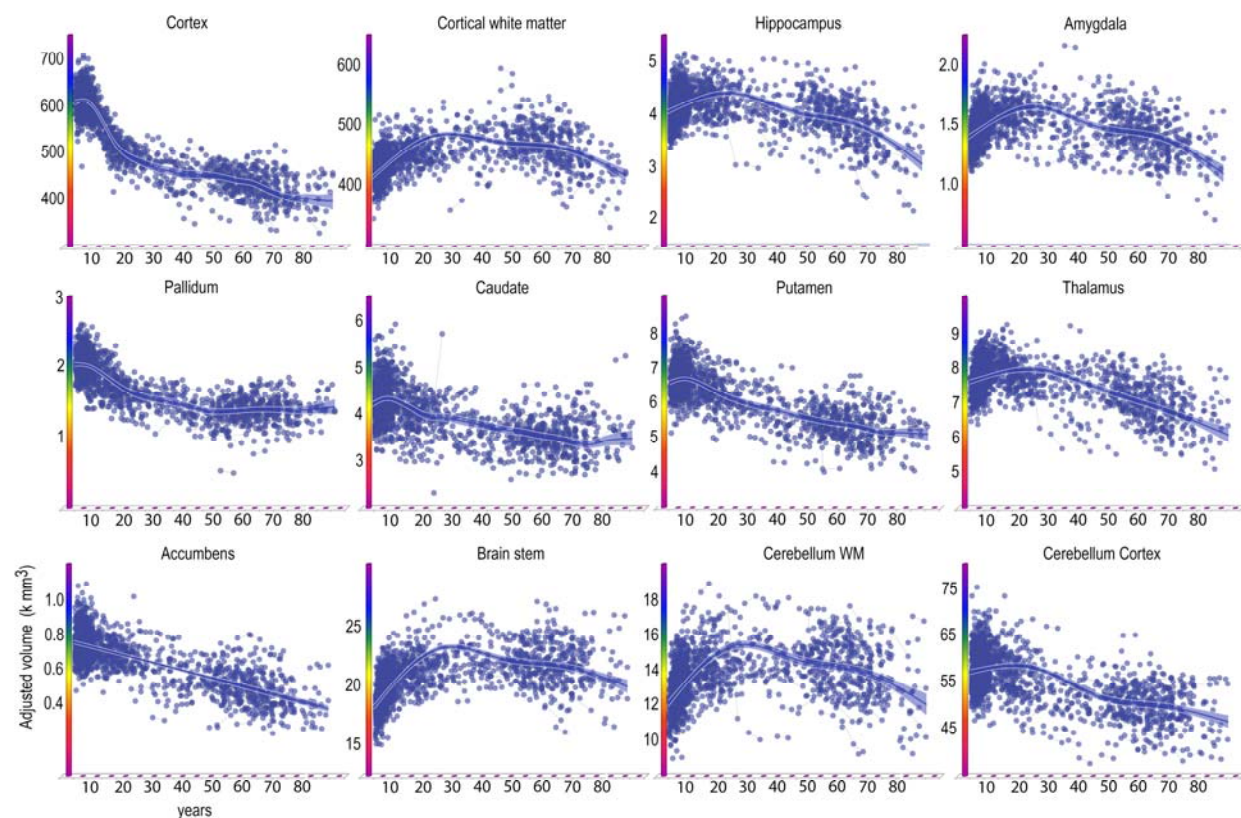 Cortex
700
600
500
400
10 20 30 40 50 60 70 80
Cortical white matter
600
500
400
10 20 30 40 50 60 70 80
Hippocampus
5
4
3
2
10 20 30 40 50 60 70 80
Amygdala
2.0
1.5
1.0
10 20 30 40 50 60 70 80
Pallidum
3
2
1
10 20 30 40 50 60 70 80
Caudate
6
5
4
3
10 20 30 40 50 60 70 80
Putamen
8
7
6
5
4
10 20 30 40 50 60 70 80
Thalamus
9
8
7
6
5
10 20 30 40 50 60 70 80
Accumbens
Adjusted volume (k mm³)
1.0
0.8
0.6
0.4
10 20 30 40 50 60 70 80
years
Brain stem
25
20
15
10 20 30 40 50 60 70 80
Cerebellum WM
18
16
14
12
10
10 20 30 40 50 60 70 80
Cerebellum Cortex
75
65
55
45
10 20 30 40 50 60 70 80